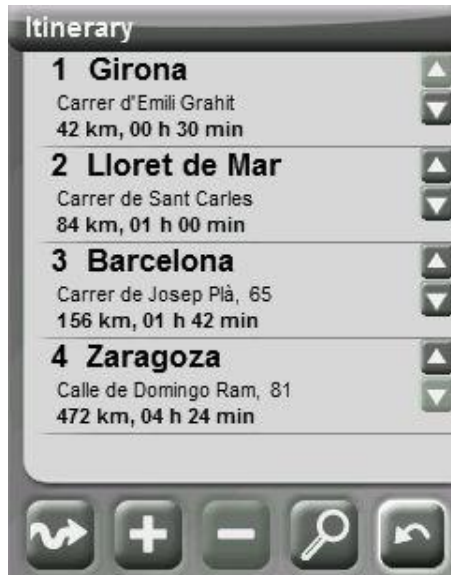 Itinerary
1 Girona
Carrer d'Emili Grahit
42 km, 00 h 30 min
2 Lloret de Mar
Carrer de Sant Carles
84 km, 01 h 00 min
3 Barcelona
Carrer de Josep Plà, 65
156 km, 01 h 42 min
4 Zaragoza
Calle de Domingo Ram, 81
472 km, 04 h 24 min